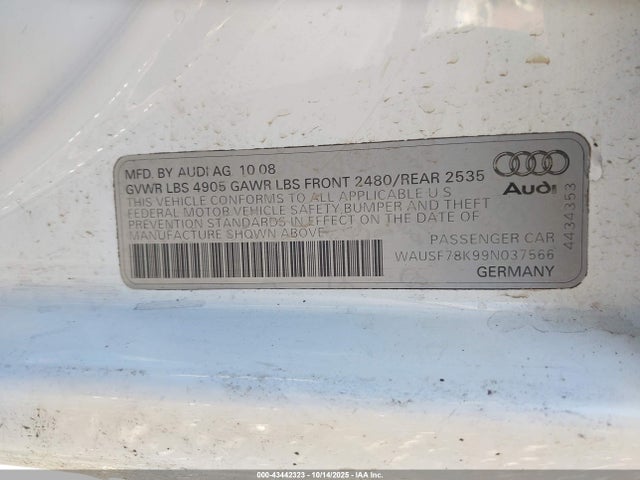 MFD. BY AUDI AG 10 08
GVWR LBS 4905 GAWR LBS FRONT 2480/REAR 2535
THIS VEHICLE CONFORMS TO ALL APPLICABLE U S
FEDERAL MOTOR VEHICLE SAFETY BUMPER AND THEFT
PREVENTION STANDARDS IN EFFECT ON THE DATE OF
MANUFACTURE SHOWN ABOVE
Audi
PASSENGER CAR
WAUSF78K99N037566
GERMANY
4434353
000-43442323 - 10/14/2025 - © IAA Holdings, LLC